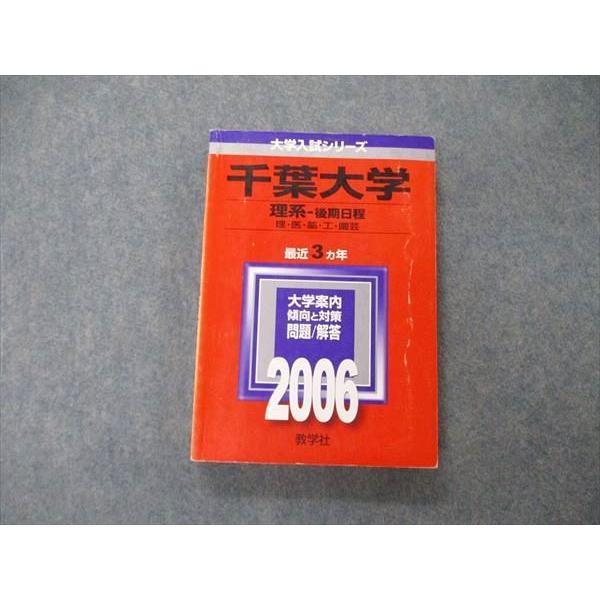 大学入試シリーズ
千葉大学
理系-後期日程
理・医・薬・工・園芸
最近3カ年
大学案内
傾向と対策
問題/解答
2006
教学社